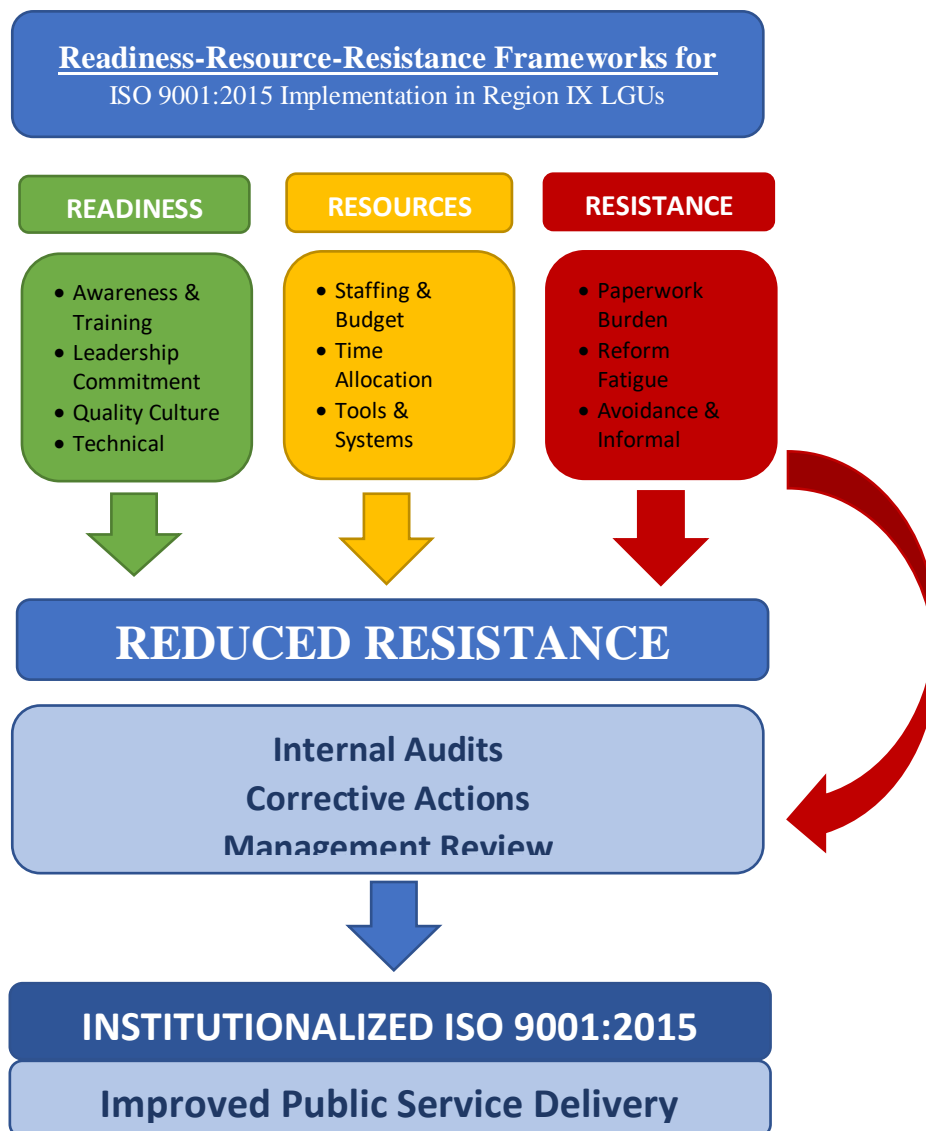 Readiness-Resource-Resistance Frameworks for
ISO 9001:2015 Implementation in Region IX LGUs
READINESS
RESOURCES
RESISTANCE
• Awareness &
Training
• Leadership
Commitment
• Quality Culture
• Technical
• Staffing &
Budget
• Time
Allocation
• Tools &
Systems
• Paperwork
Burden
• Reform
Fatigue
• Avoidance &
Informal
REDUCED RESISTANCE
Internal Audits
Corrective Actions
Management Review
INSTITUTIONALIZED ISO 9001:2015
Improved Public Service Delivery